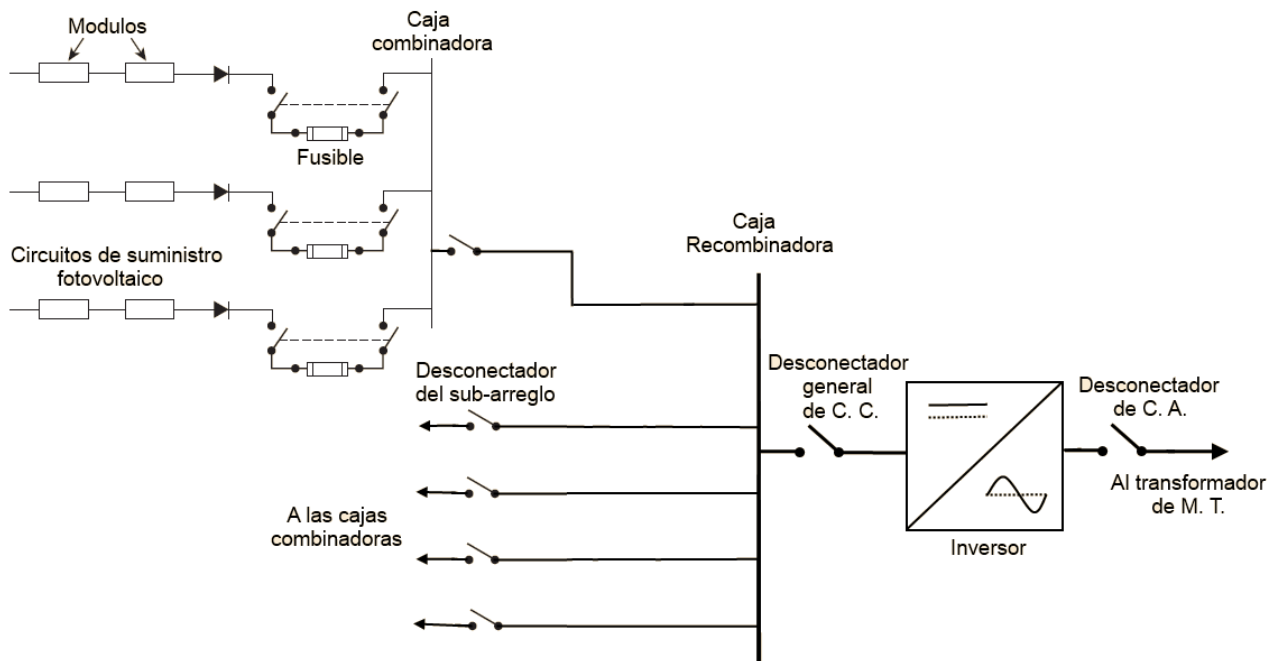 Modulos
Caja
combinadora
Fusible
Circuitos de suministro
fotovoltaico
Caja
Recombinadora
Desconectador
del sub-arreglo
Desconectador
general
de C. C.
Desconectador
de C. A.
Al transformador
de M. T.
A las cajas
combinadoras
Inversor